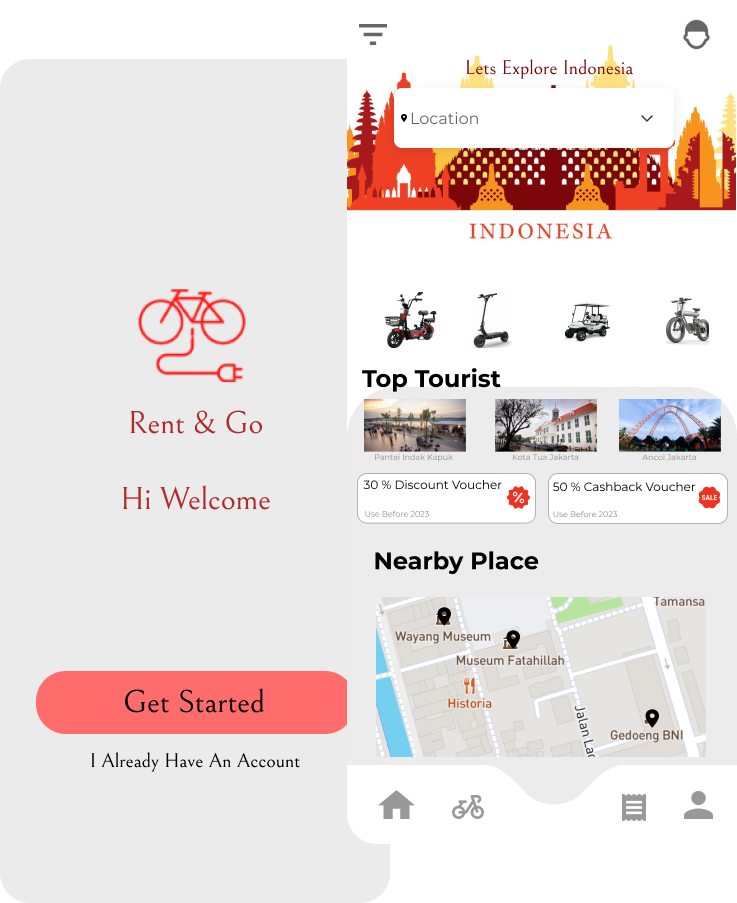 Rent & Go
Hi Welcome
Get Started
I Already Have An Account
Lets Explore Indonesia
Location
INDONESIA
Top Tourist
Pantai Indak Kapuk
Kota Tua Jakarta
Ancol Jakarta
30 % Discount Voucher
%
Use Before 2023
50 % Cashback Voucher
SALE
Use Before 2023
Nearby Place
Tamansa
Wayang Museum
Museum Fatahillah
Historia
Jalan Lad
Gedoeng BNI